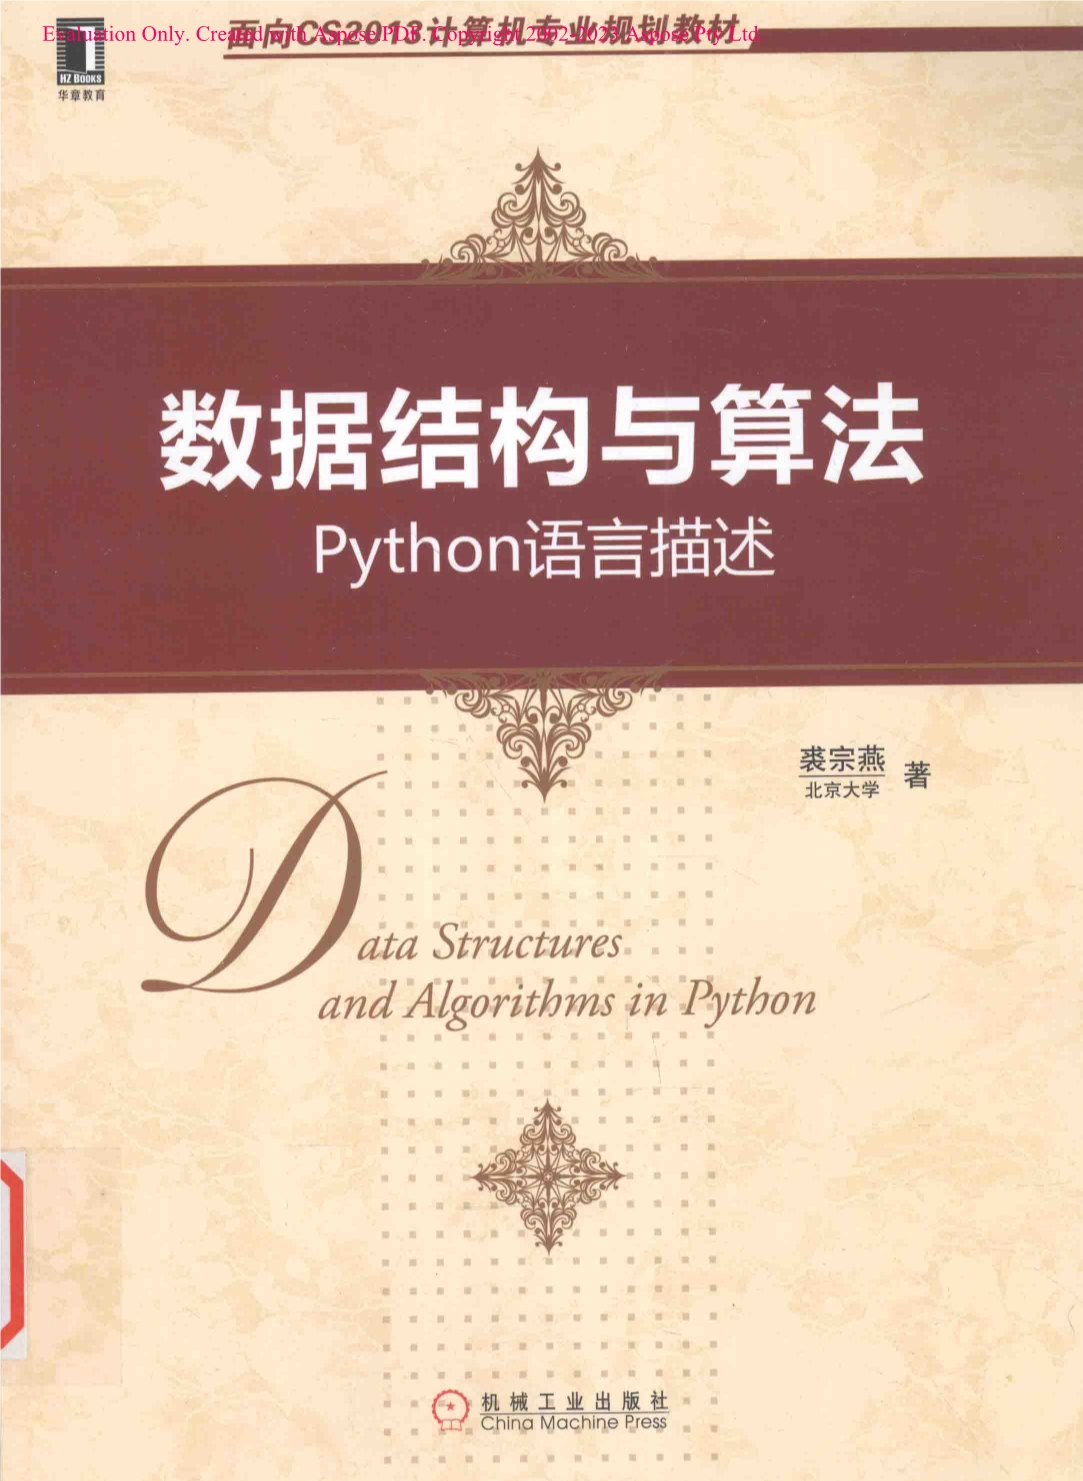 Evaluation Only. Created with Aspose.PDF. Copyright 2002-2023 Aspose Pty Ltd.
面向CS2013计算机专业规划教材
HZ BOOKS
华章教育
数据结构与算法
Python语言描述
裘宗燕
北京大学
著
Data Structures
and Algorithms in Python
机械工业出版社
China Machine Press